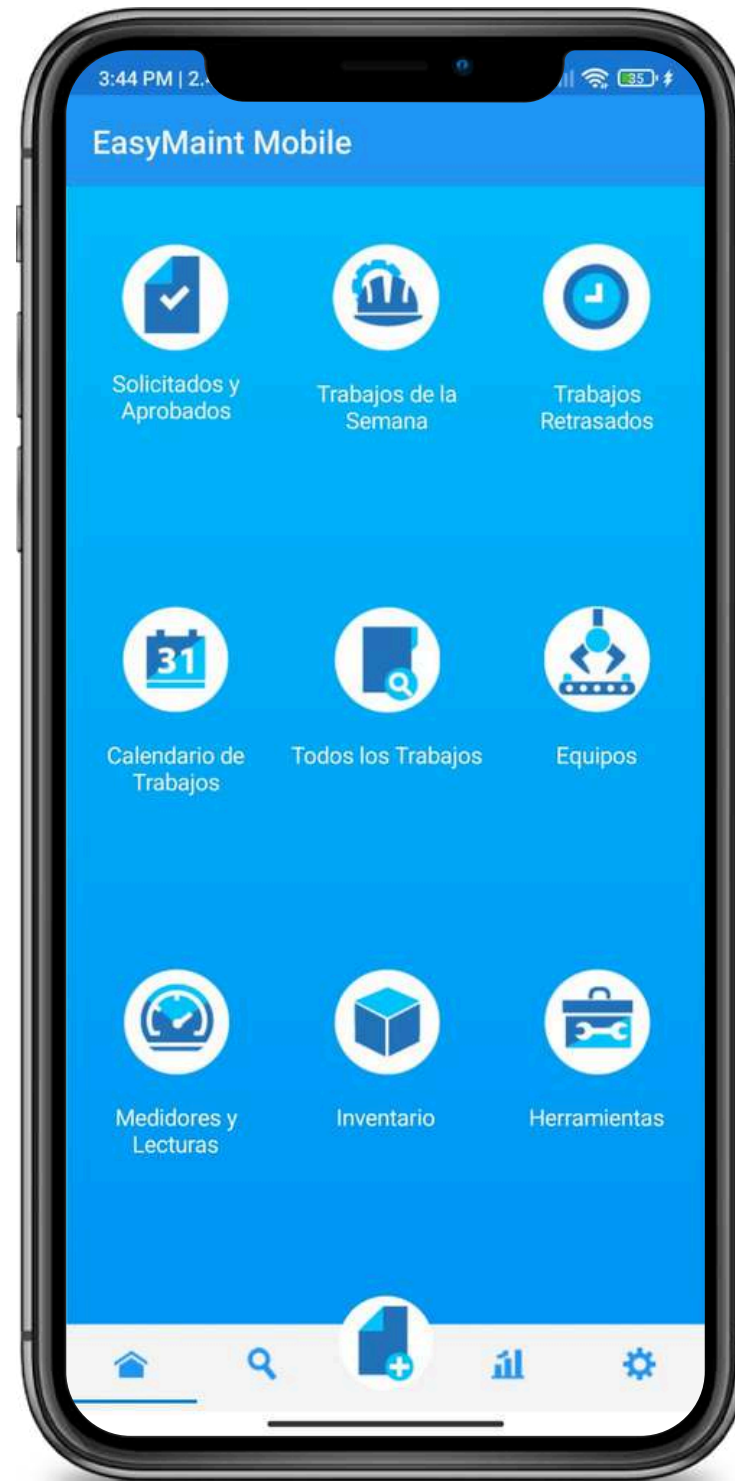 3:44 PM | 2.
35
EasyMaint Mobile
Solicitados y
Aprobados
Trabajos de la
Semana
Trabajos
Retrasados
31
Calendario de
Trabajos
Todos los Trabajos
Equipos
Medidores y
Lecturas
Inventario
Herramientas